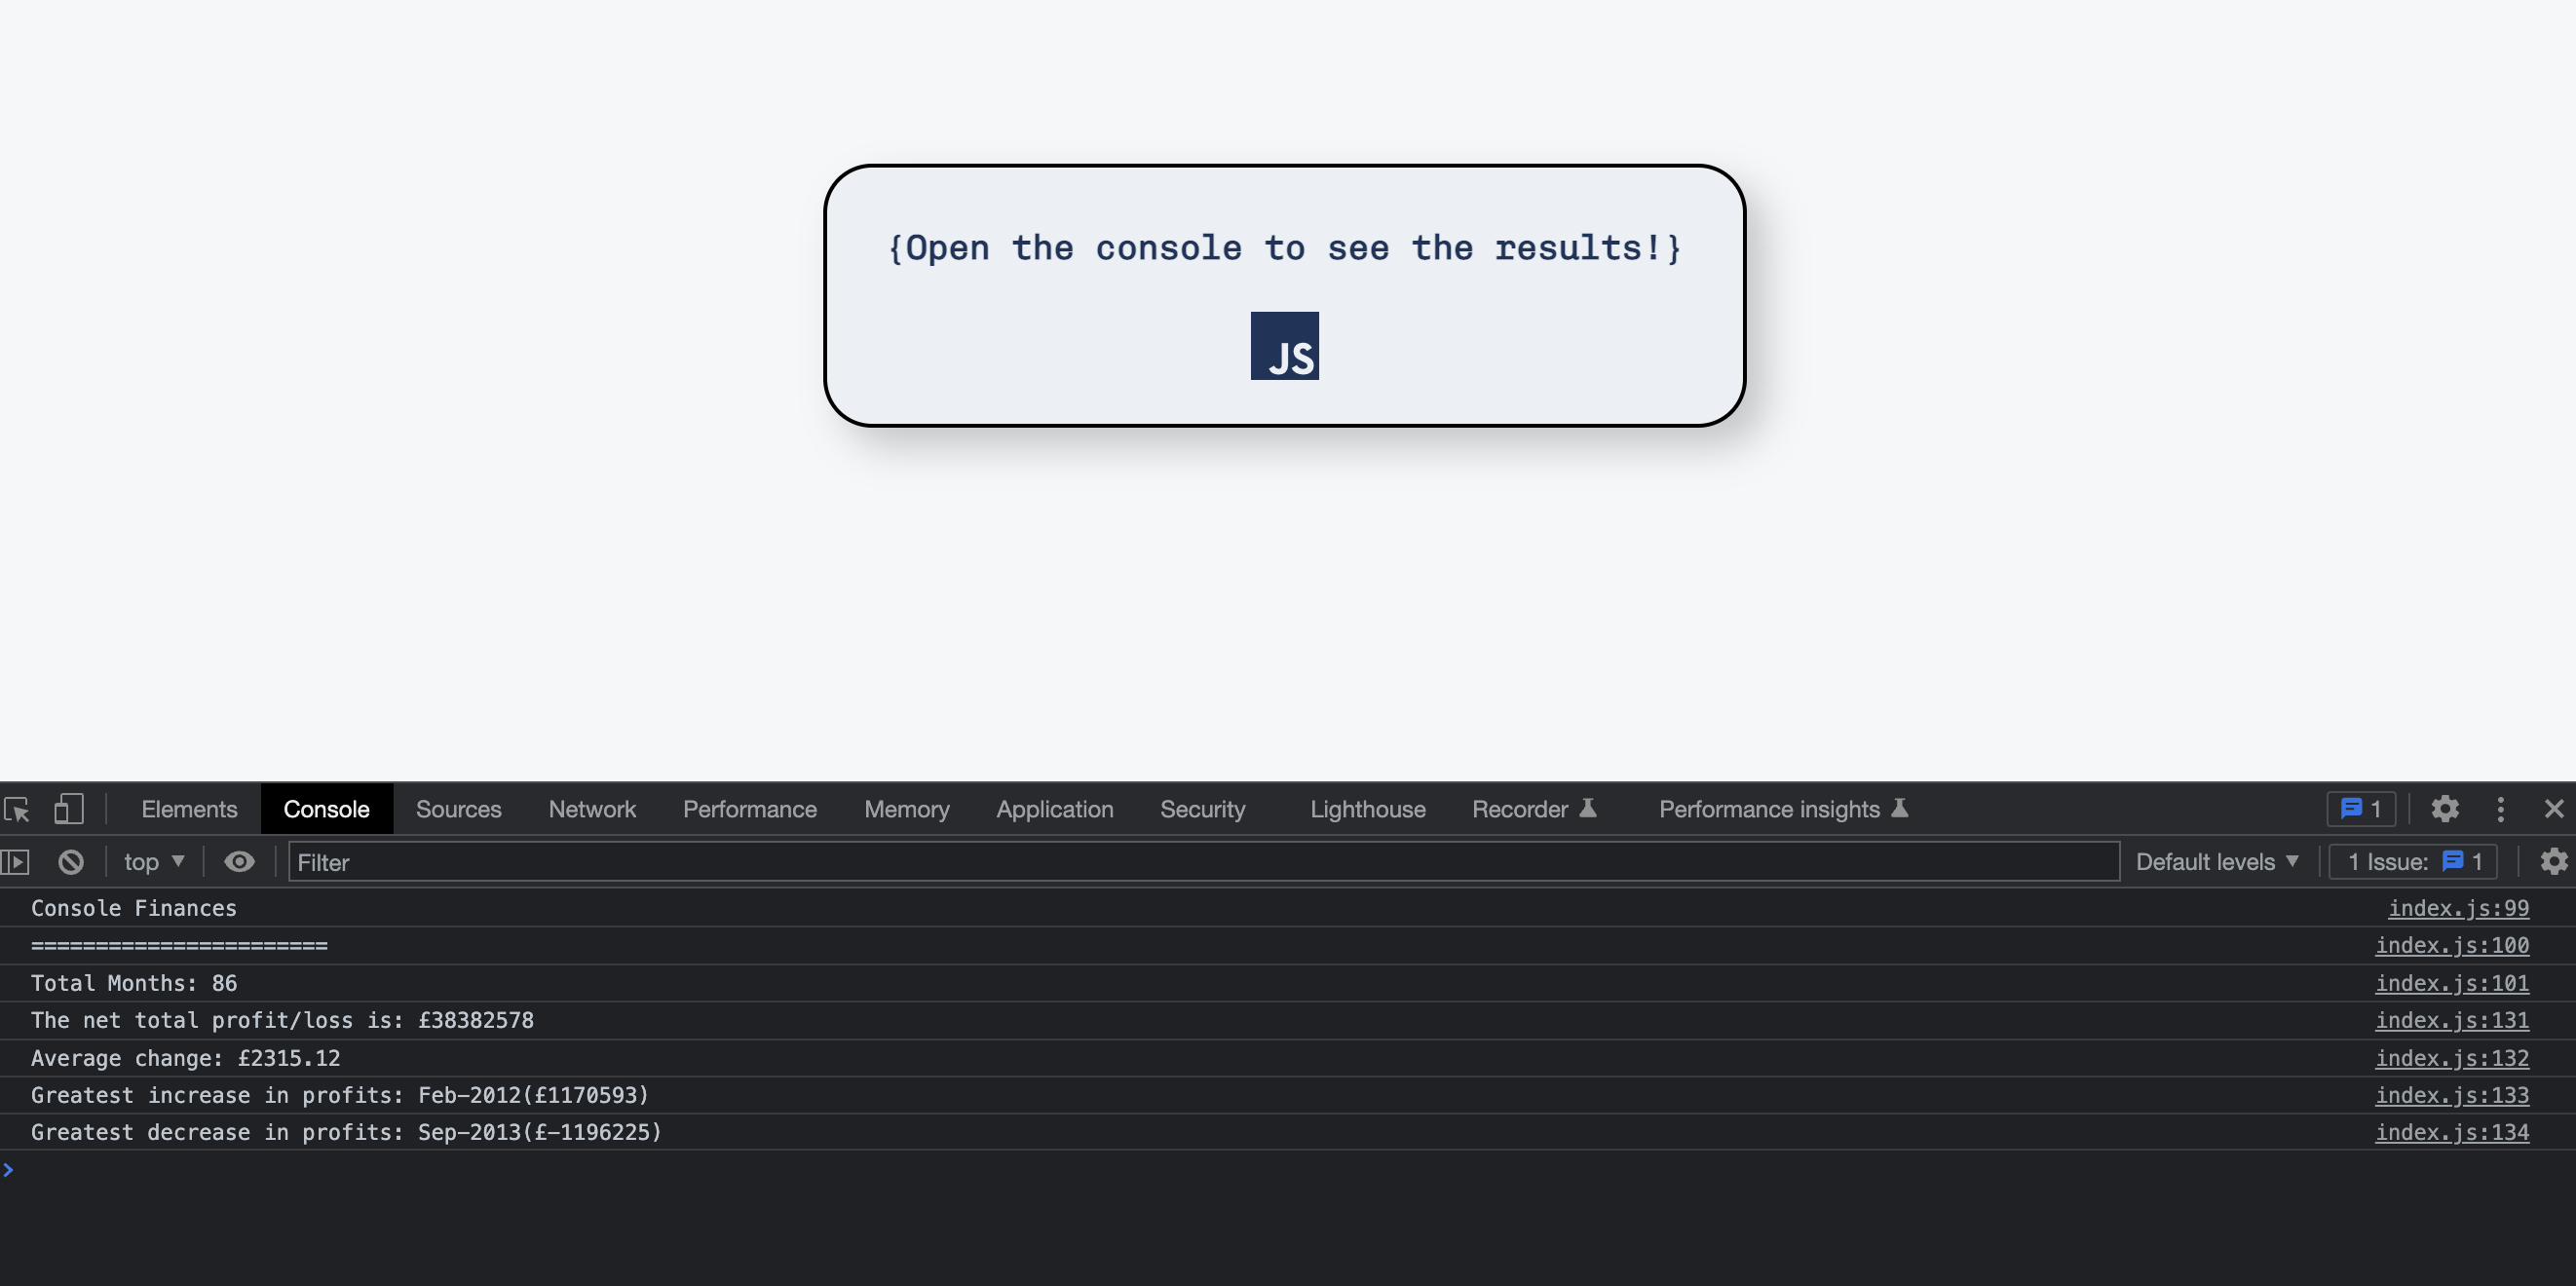 {Open the console to see the results!}
JS
Elements Console Sources Network Performance Memory Application Security Lighthouse Recorder Performance insights 1
top Filter Default levels 1 Issue: 1
Console Finances index.js:99
======================= index.js:100
Total Months: 86 index.js:101
The net total profit/loss is: £38382578 index.js:131
Average change: £2315.12 index.js:132
Greatest increase in profits: Feb-2012(£1170593) index.js:133
Greatest decrease in profits: Sep-2013(£-1196225) index.js:134